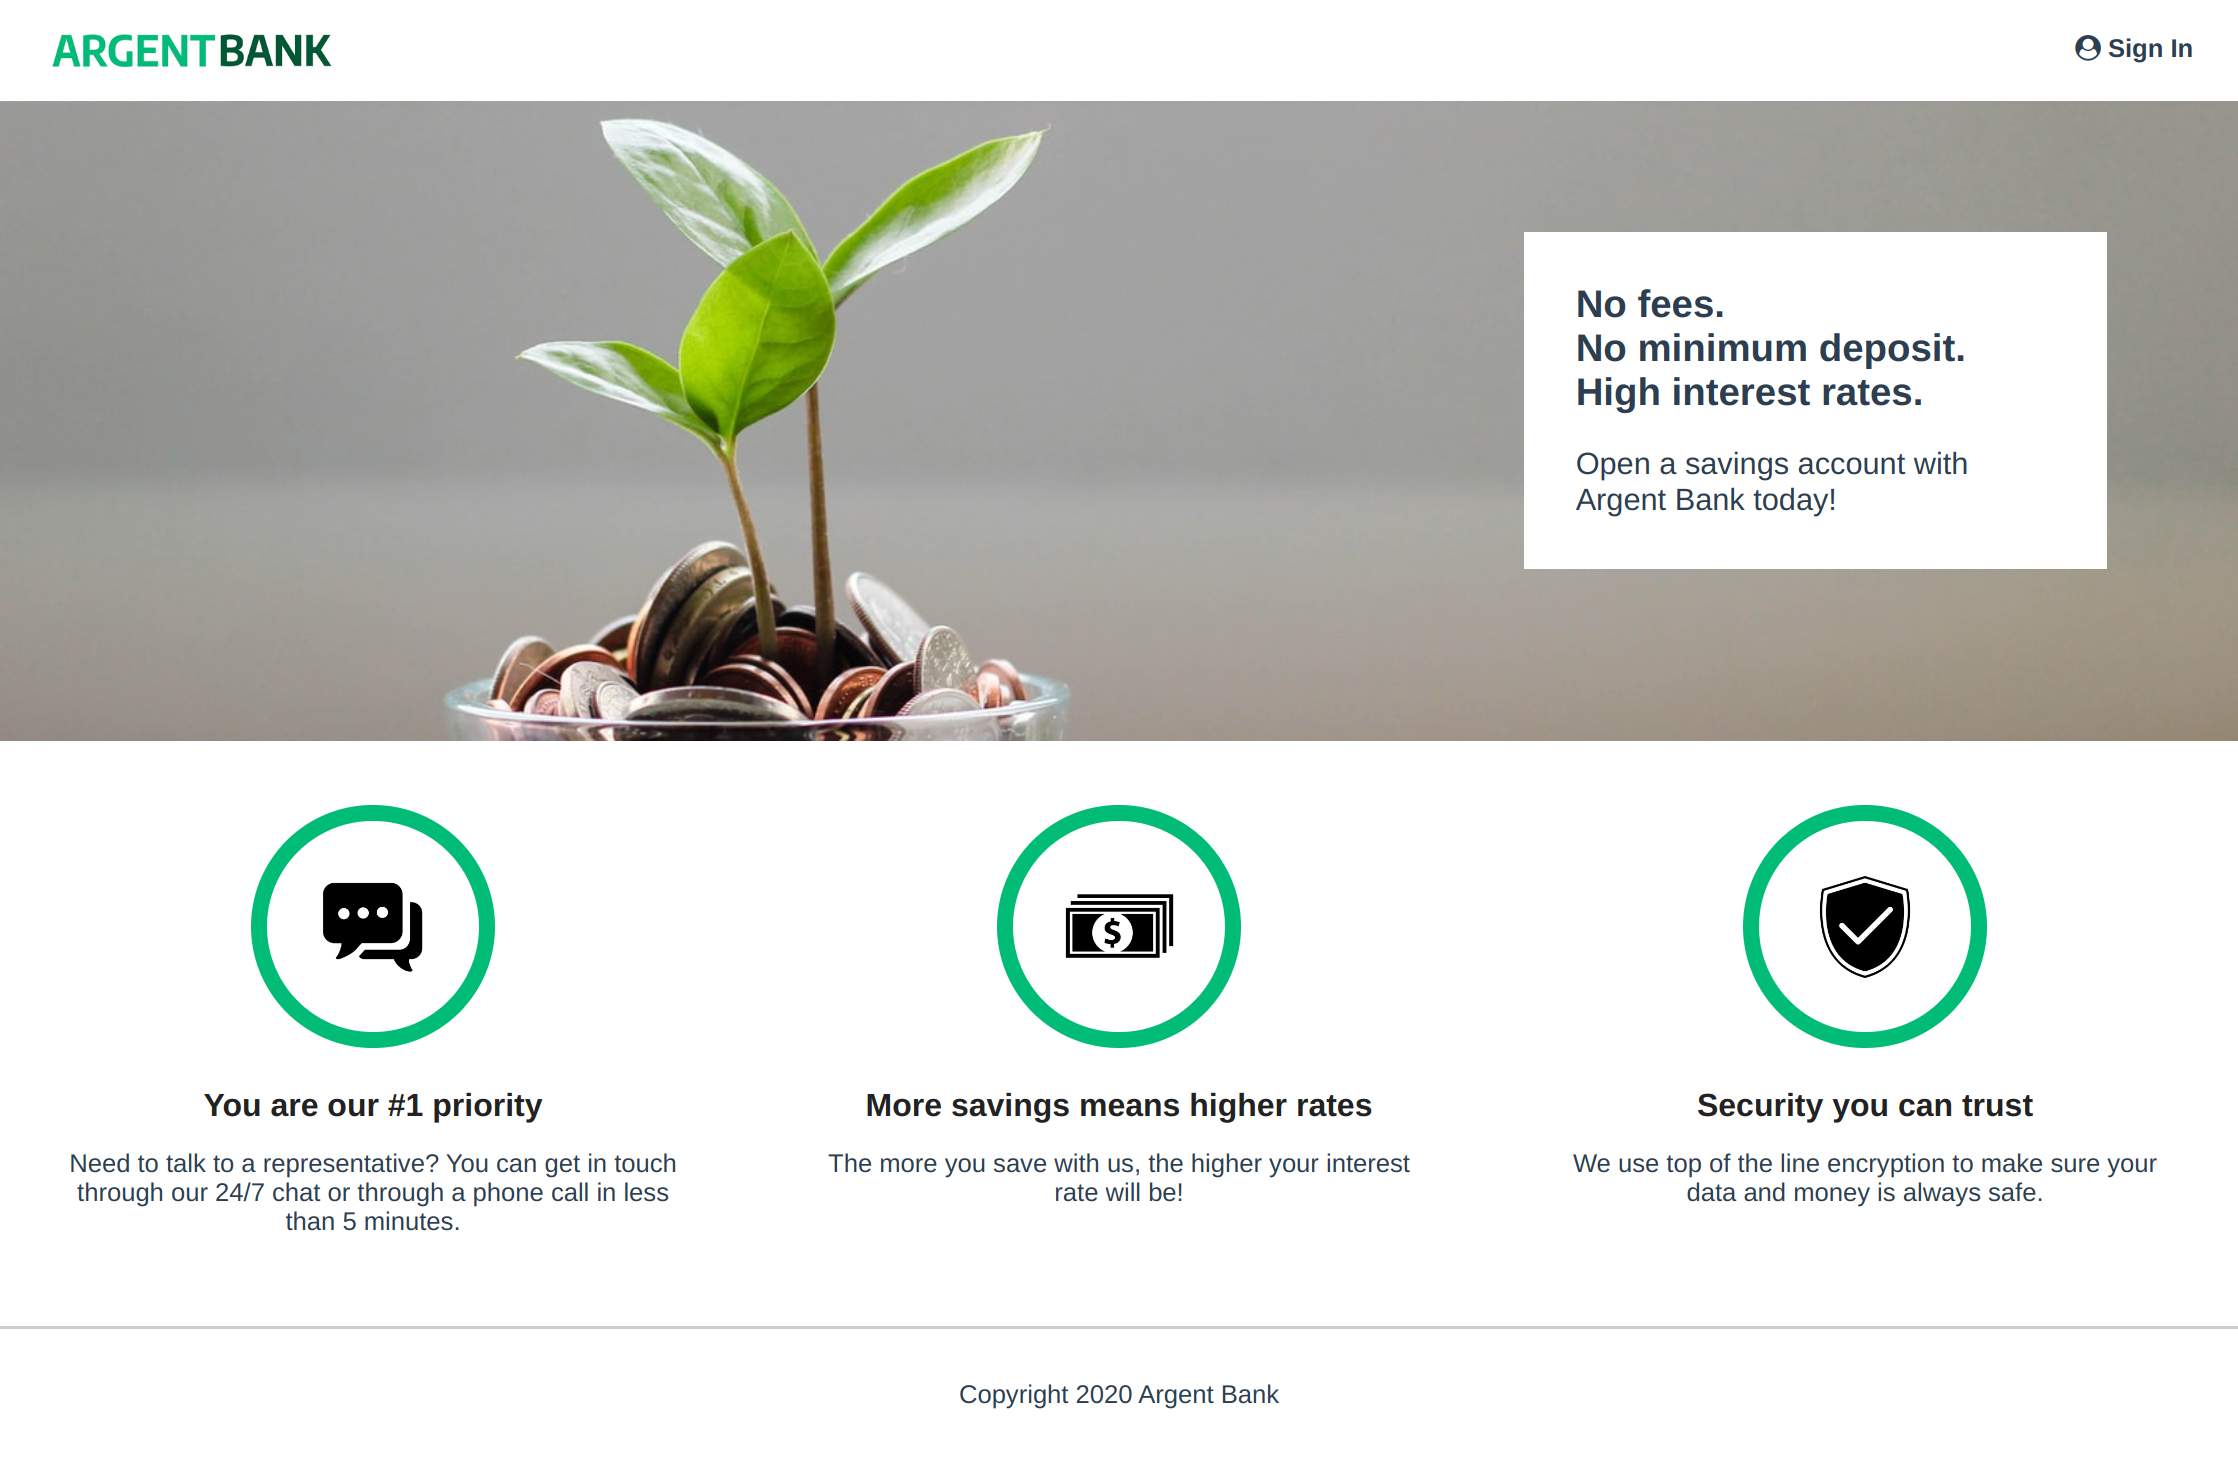 ARGENTBANK
Sign In
No fees.
No minimum deposit.
High interest rates.
Open a savings account with
Argent Bank today!
You are our #1 priority
Need to talk to a representative? You can get in touch
through our 24/7 chat or through a phone call in less
than 5 minutes.
$
More savings means higher rates
The more you save with us, the higher your interest
rate will be!
Security you can trust
We use top of the line encryption to make sure your
data and money is always safe.
Copyright 2020 Argent Bank